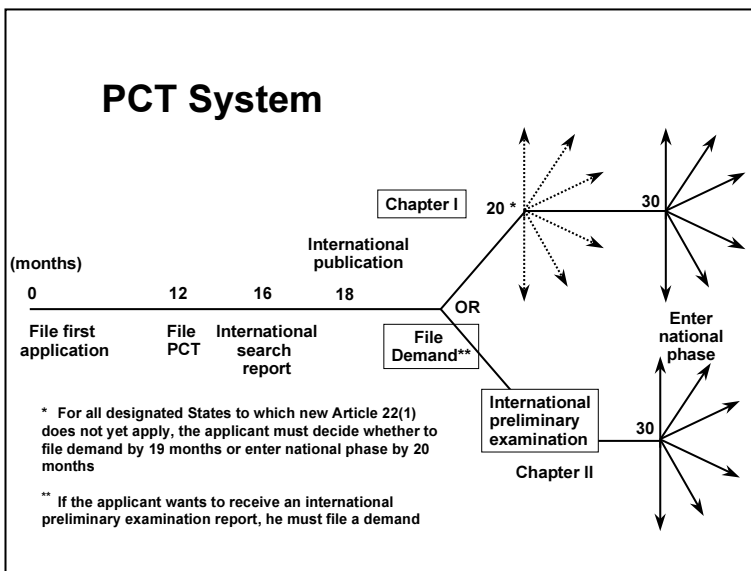 PCT System
Chapter I
20 *
30
International
publication
(months)
0
12
16
18
OR
File first
application
File
PCT
International
search
report
File
Demand**
Enter
national
phase
International
preliminary
examination
30
Chapter II
* For all designated States to which new Article 22(1)
does not yet apply, the applicant must decide whether to
file demand by 19 months or enter national phase by 20
months
** If the applicant wants to receive an international
preliminary examination report, he must file a demand